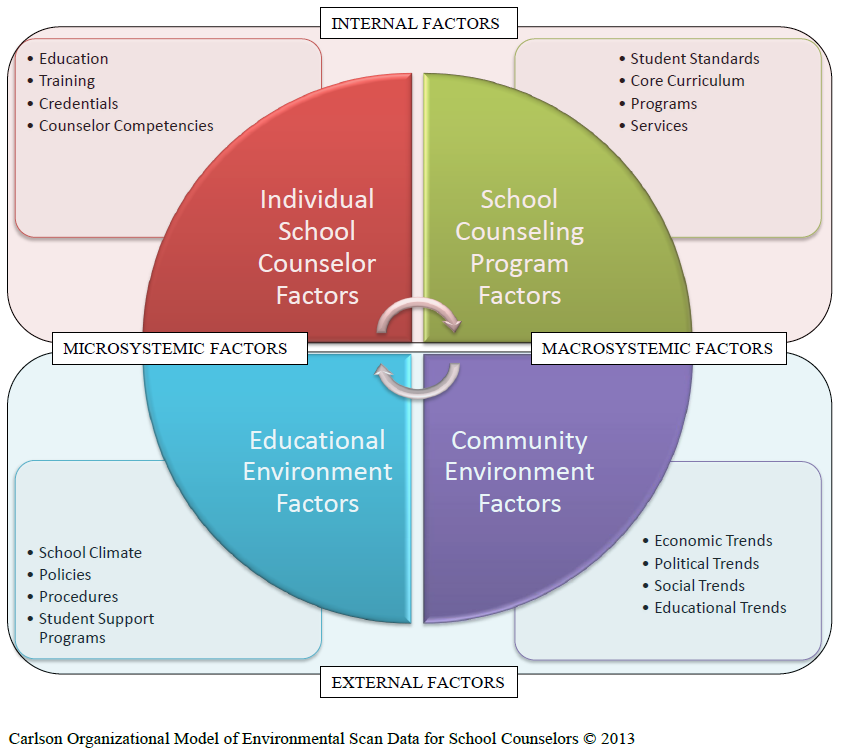 INTERNAL FACTORS
• Education
• Training
• Credentials
• Counselor Competencies
• Student Standards
• Core Curriculum
• Programs
• Services
Individual
School
Counselor
Factors
School
Counseling
Program
Factors
MICROSYSTEMIC FACTORS
MACROSYSTEMIC FACTORS
Educational
Environment
Factors
Community
Environment
Factors
• School Climate
• Policies
• Procedures
• Student Support
Programs
• Economic Trends
• Political Trends
• Social Trends
• Educational Trends
EXTERNAL FACTORS
Carlson Organizational Model of Environmental Scan Data for School Counselors © 2013